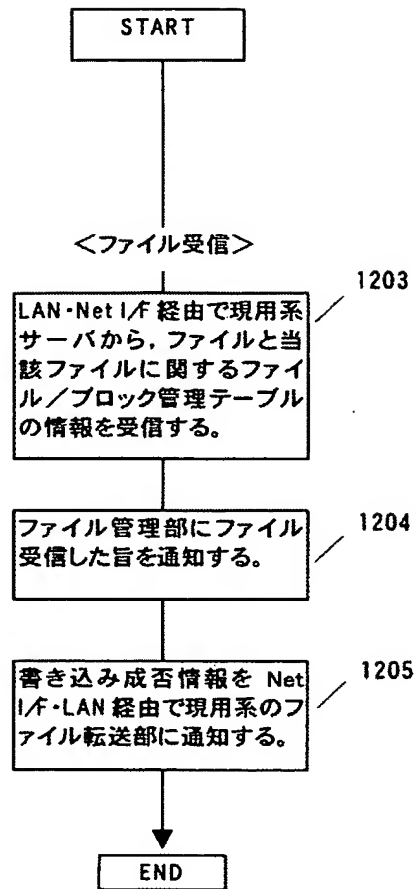 START
<ファイル受信>
1203
LAN・Net I/F 経由で現用系
サーバから，ファイルと当
該ファイルに関するファイ
ル／ブロック管理テーブル
の情報を受信する。
1204
ファイル管理部にファイル
受信した旨を通知する。
1205
書き込み成否情報を Net
I/F・LAN 経由で現用系のフ
ァイル転送部に通知する。
END